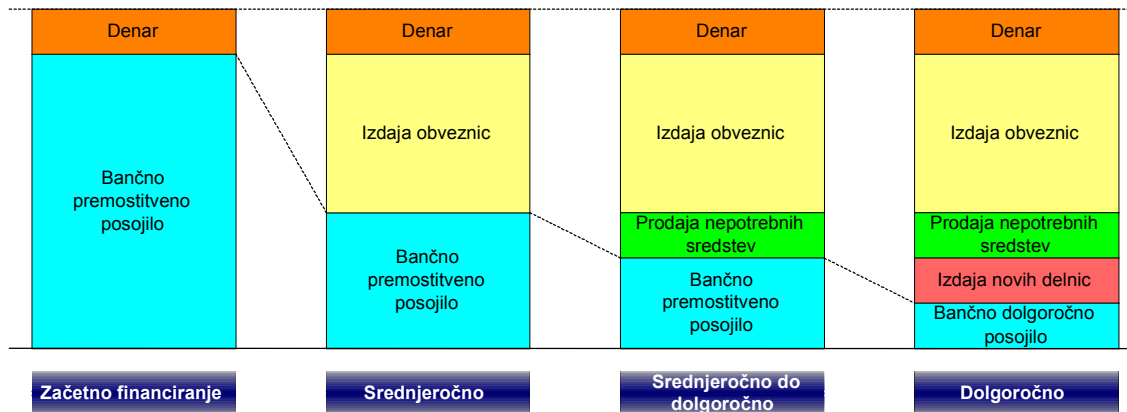 Denar
Denar
Denar
Denar
Izdaja obveznic
Izdaja obveznic
Izdaja obveznic
Bančno
premostitveno
posojilo
Bančno
premostitveno
posojilo
Prodaja nepotrebnih
sredstev
Bančno
premostitveno
posojilo
Prodaja nepotrebnih
sredstev
Izdaja novih delnic
Bančno dolgoročno
posojilo
Začetno financiranje
Srednjeročno
Srednjeročno do
dolgoročno
Dolgoročno